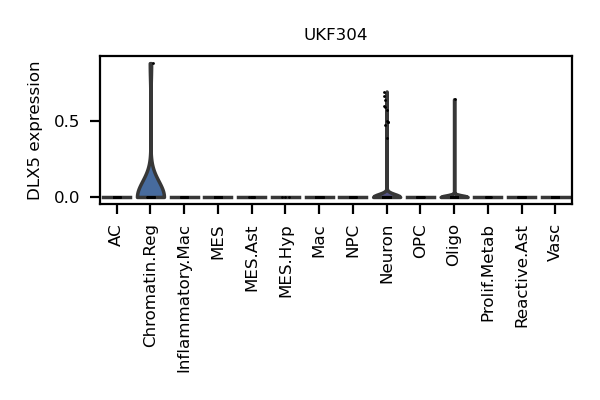 UKF304
DLX5 expression
0.5
0.0
AC
Chromatin.Reg
Inflammatory.Mac
MES
MES.Ast
MES.Hyp
Mac
NPC
Neuron
OPC
Oligo
Prolif.Metab
Reactive.Ast
Vasc